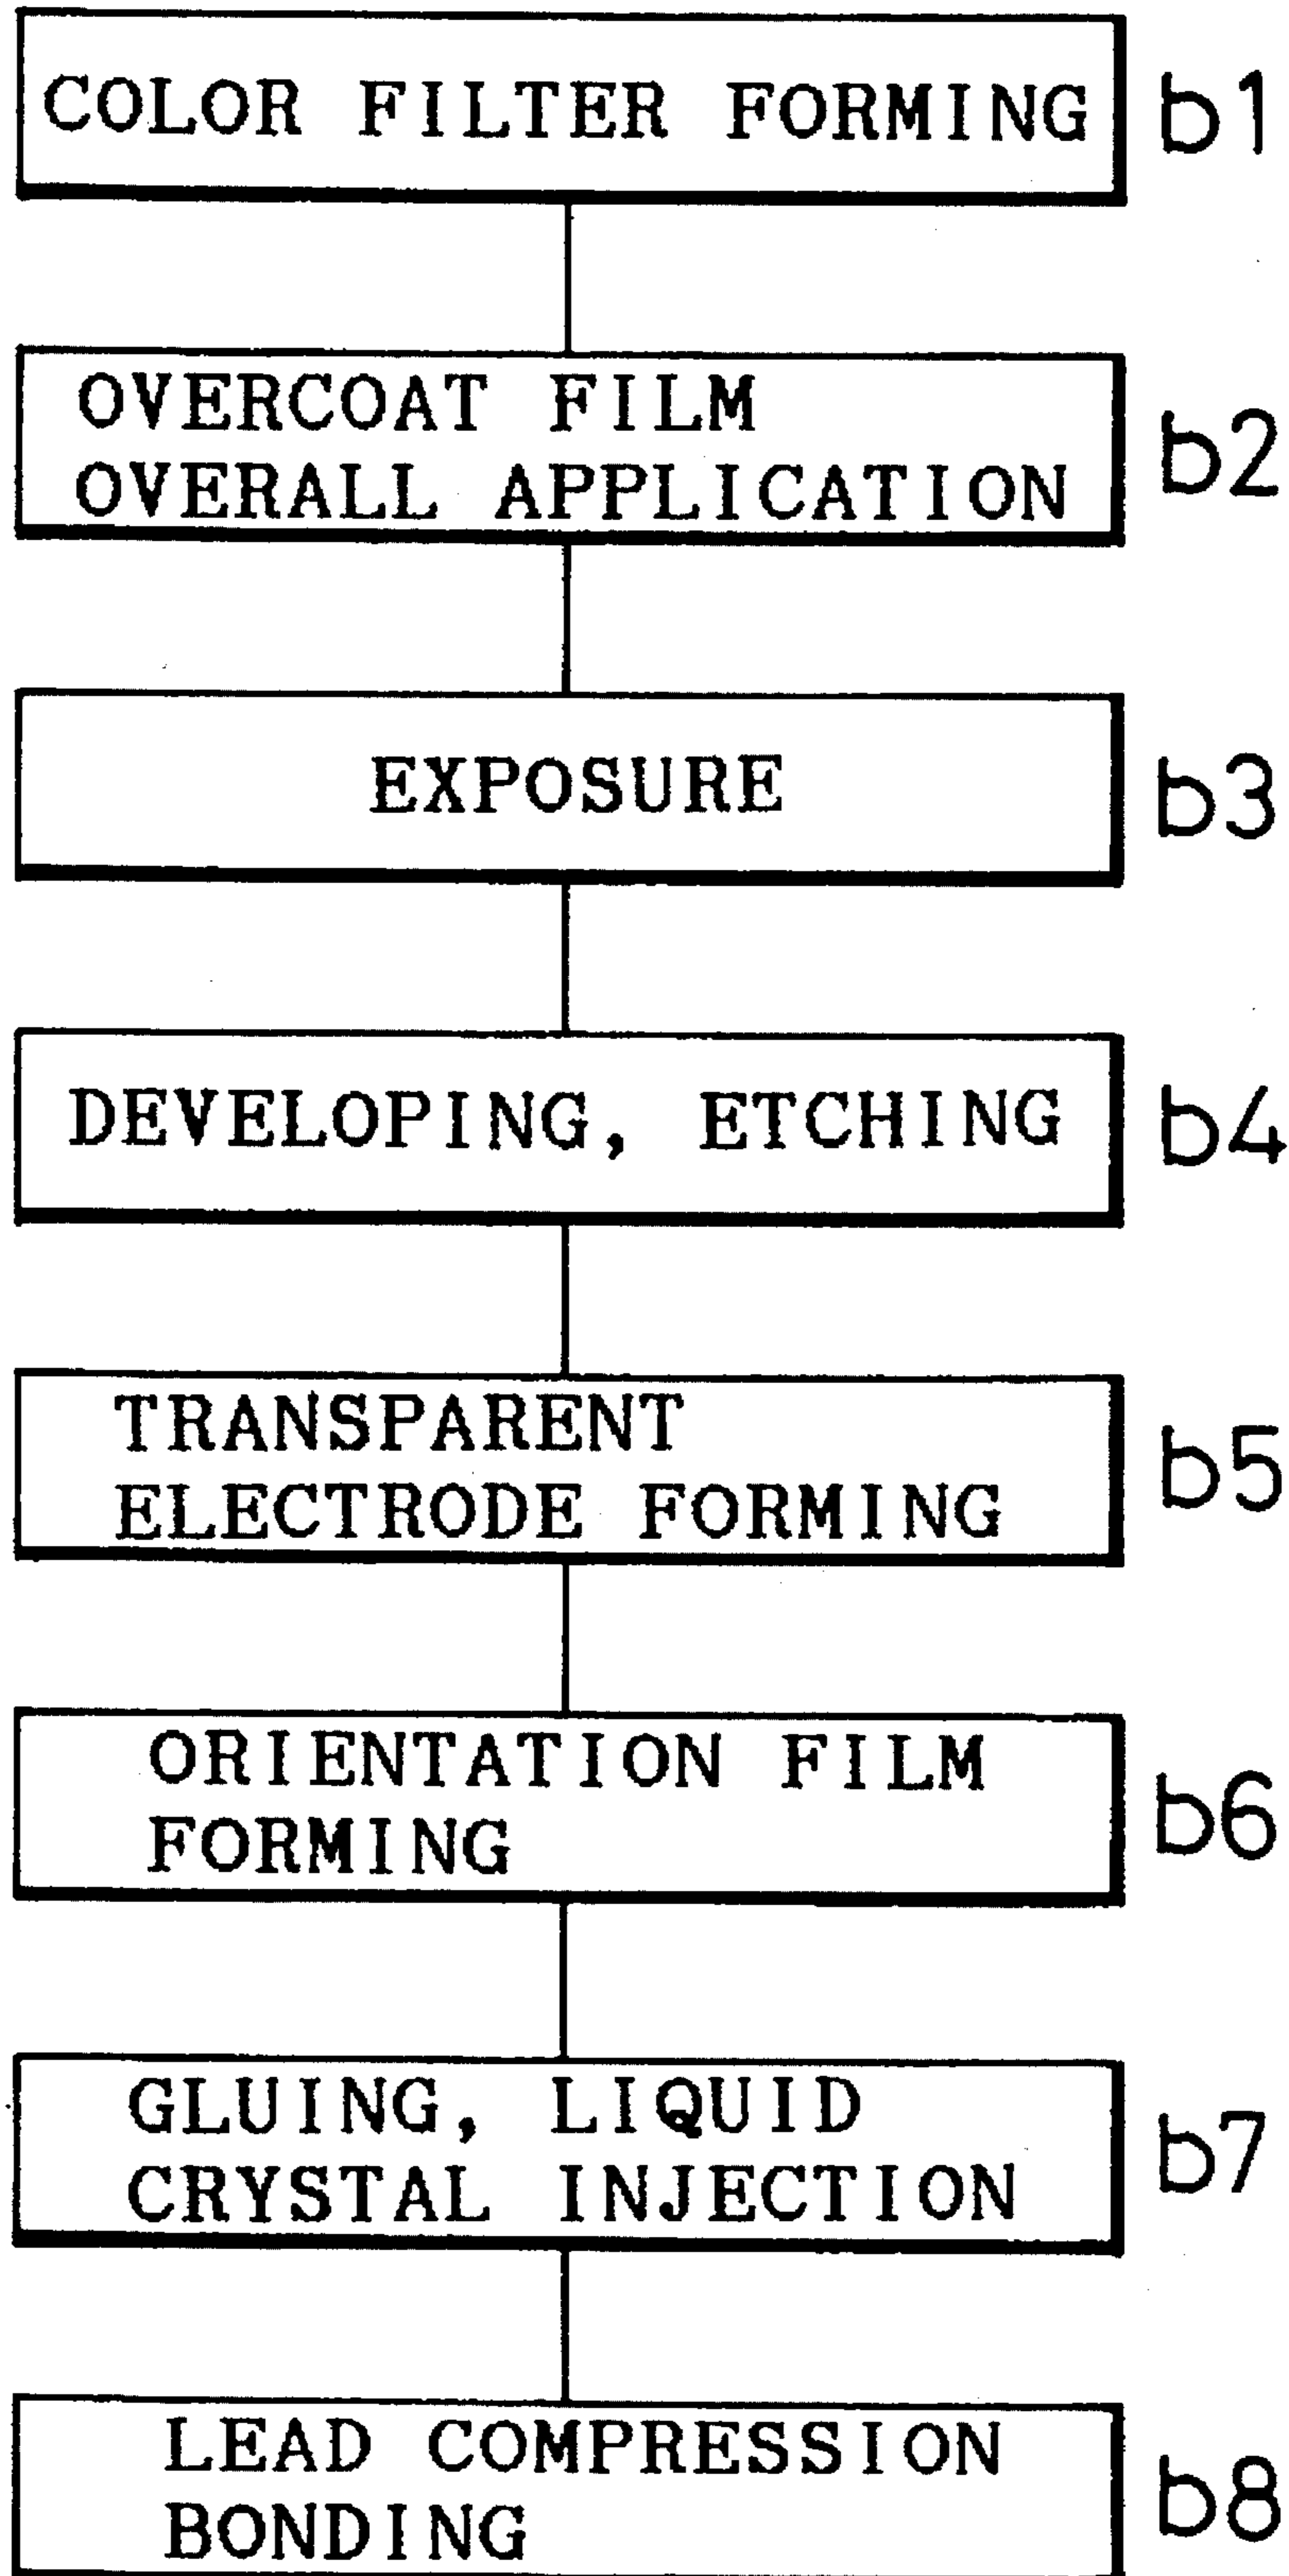 COLOR FILTER FORMING b1
OVERCOAT FILM
OVERALL APPLICATION b2
EXPOSURE b3
DEVELOPING, ETCHING b4
TRANSPARENT
ELECTRODE FORMING b5
ORIENTATION FILM
FORMING b6
GLUING, LIQUID
CRYSTAL INJECTION b7
LEAD COMPRESSION
BONDING b8